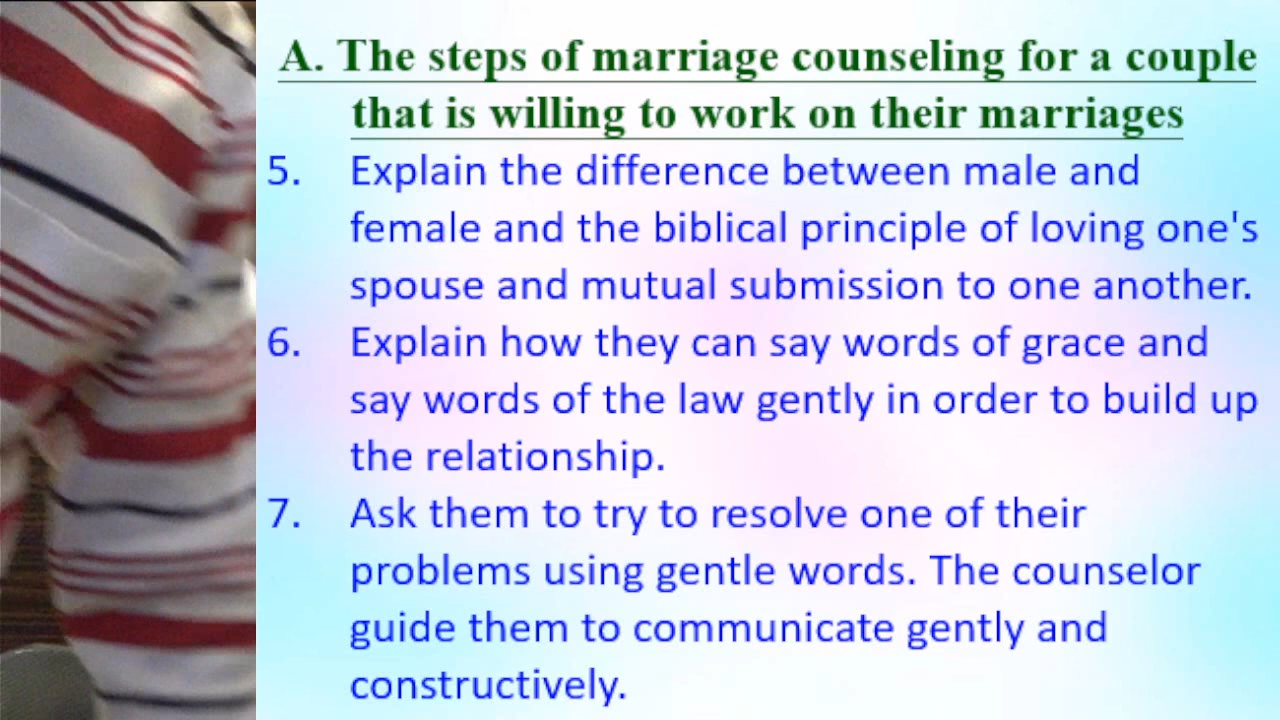 A. The steps of marriage counseling for a couple
that is willing to work on their marriages
5. Explain the difference between male and
female and the biblical principle of loving one's
spouse and mutual submission to one another.
6. Explain how they can say words of grace and
say words of the law gently in order to build up
the relationship.
7. Ask them to try to resolve one of their
problems using gentle words. The counselor
guide them to communicate gently and
constructively.